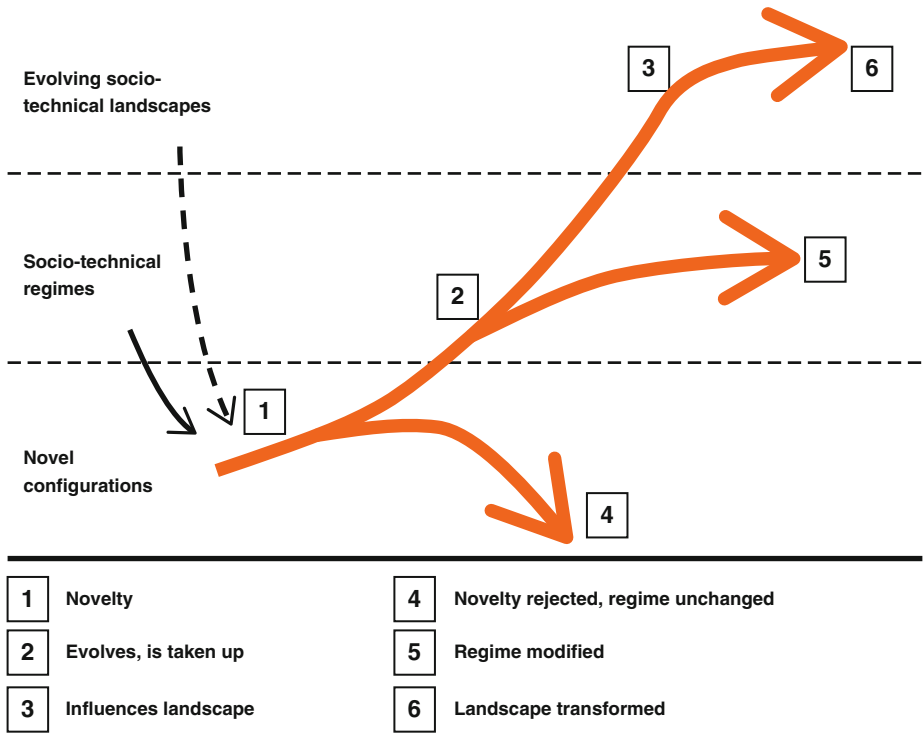 3
6
Evolving socio-
technical landscapes
Socio-technical
regimes
5
2
1
Novel
configurations
4
1 Novelty
4 Novelty rejected, regime unchanged
2 Evolves, is taken up
5 Regime modified
3 Influences landscape
6 Landscape transformed